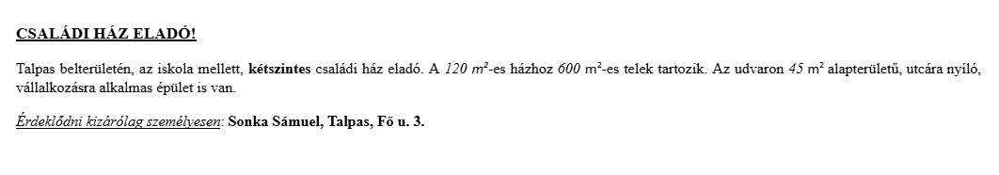 CSALÁDI HÁZ ELADÓ!
Talpas belterületén, az iskola mellett, kétszintes családi ház eladó. A 120 m²-es házhoz 600 m²-es telek tartozik. Az udvaron 45 m² alapterületű, utcára nyíló,
vállalkozásra alkalmas épület is van.
Érdeklődni kizárólag személyesen: Sonka Sámuel, Talpas, Fő u. 3.